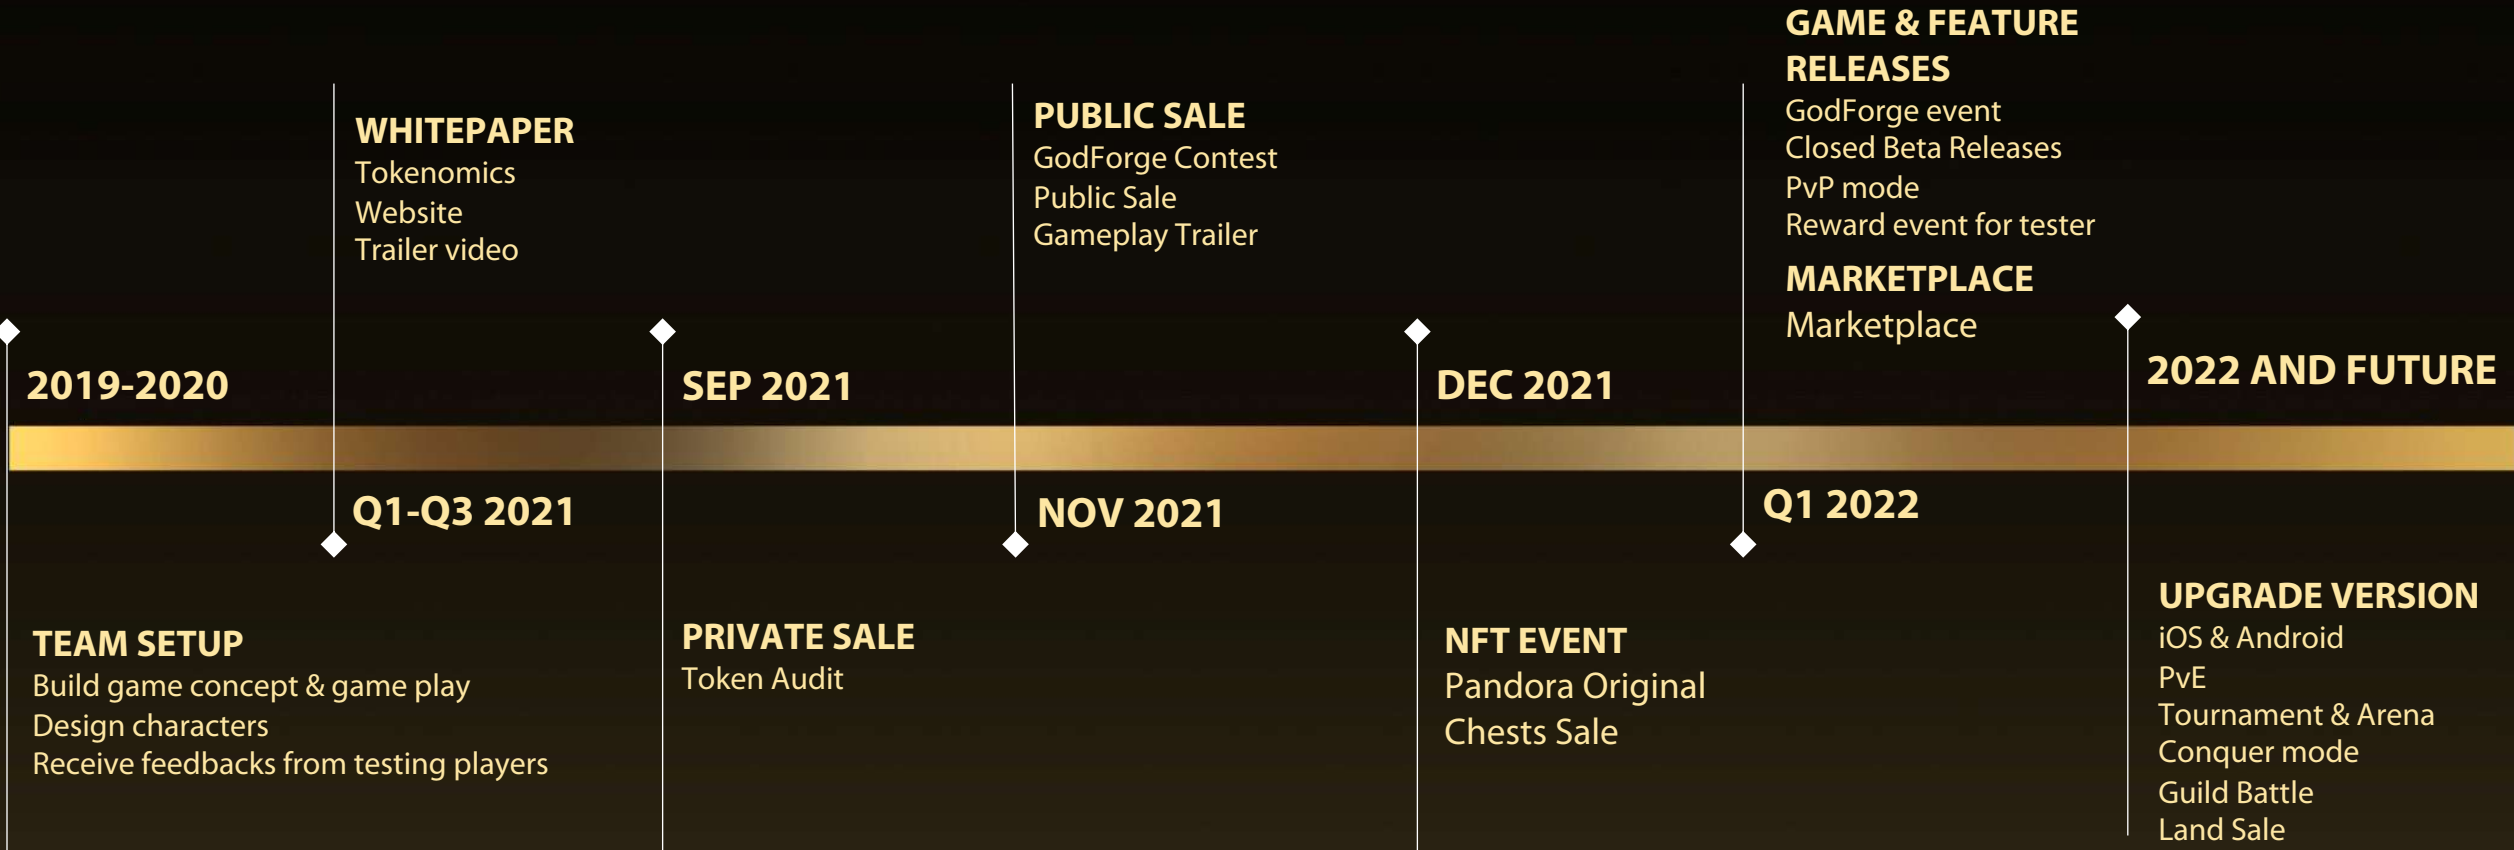 2019-2020
TEAM SETUP
Build game concept & game play
Design characters
Receive feedbacks from testing players
WHITEPAPER
Tokenomics
Website
Trailer video
Q1-Q3 2021
SEP 2021
PRIVATE SALE
Token Audit
PUBLIC SALE
GodForge Contest
Public Sale
Gameplay Trailer
NOV 2021
DEC 2021
NFT EVENT
Pandora Original
Chests Sale
GAME & FEATURE
RELEASES
GodForge event
Closed Beta Releases
PvP mode
Reward event for tester
MARKETPLACE
Marketplace
Q1 2022
2022 AND FUTURE
UPGRADE VERSION
iOS & Android
PvE
Tournament & Arena
Conquer mode
Guild Battle
Land Sale